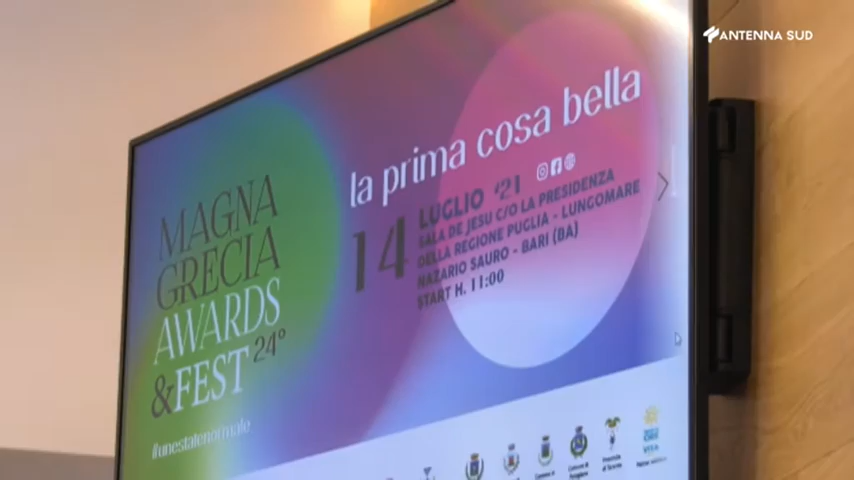 ANTENNA SUD
la prima cosa bella
14 LUGLIO '21
SALA DE JESU C/O LA PRESIDENZA
DELLA REGIONE PUGLIA - LUNGOMARE
NAZARIO SAURO - BARI (BA)
START H. 11:00
MAGNA
GRECIA
AWARDS
&FEST 24°
#unestatenormale